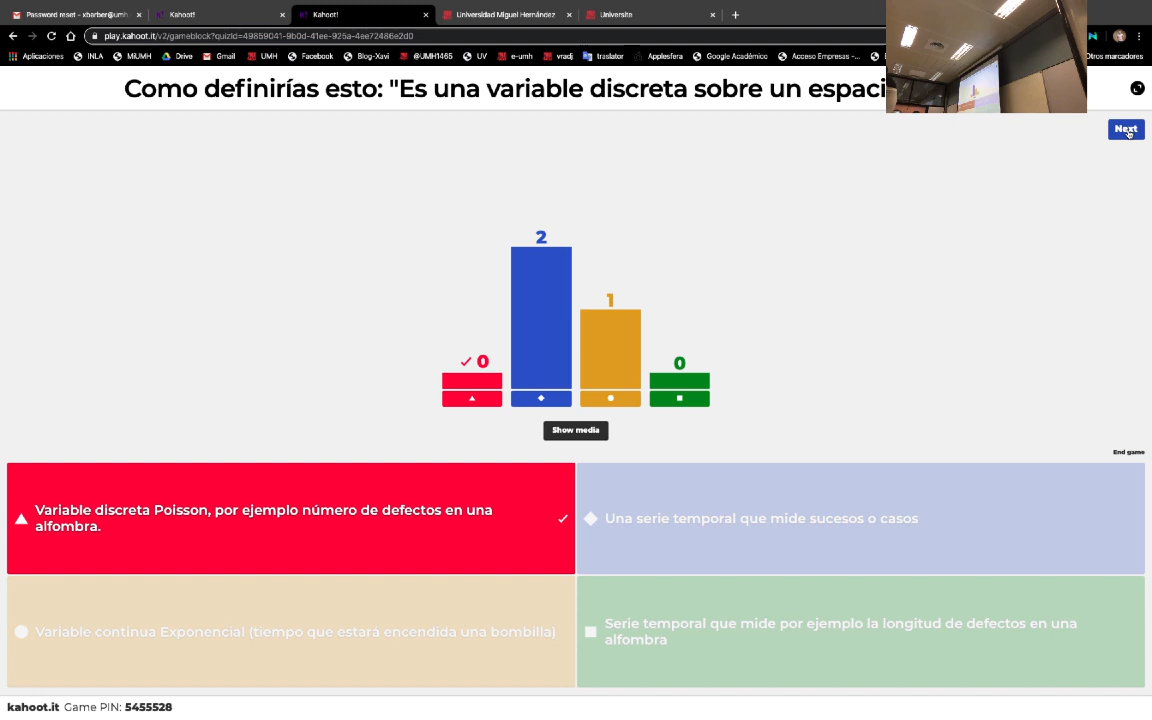 Password reset - xbarber@umh
Kahoot!
Kahoot!
Universidad Miguel Hernández
Universite
play.kahoot.it/v2/gameblock?quizId=49859041-9b0d-41ee-925a-4ee72486e2d0
Aplicaciones INLA MiUMH Drive Gmail UMH Facebook Blog-Xavi @UMH1465 UV e-umh vradj traslator Applesfera Google Académico Acceso Empresas -... Otros marcadores
Como definirías esto: "Es una variable discreta sobre un espaci
Next
2
1
0
0
Show media
End game
Variable discreta Poisson, por ejemplo número de defectos en una
alfombra.
Una serie temporal que mide sucesos o casos
Variable continua Exponencial (tiempo que estará encendida una bombilla)
Serie temporal que mide por ejemplo la longitud de defectos en una
alfombra
kahoot.it Game PIN: 5455528